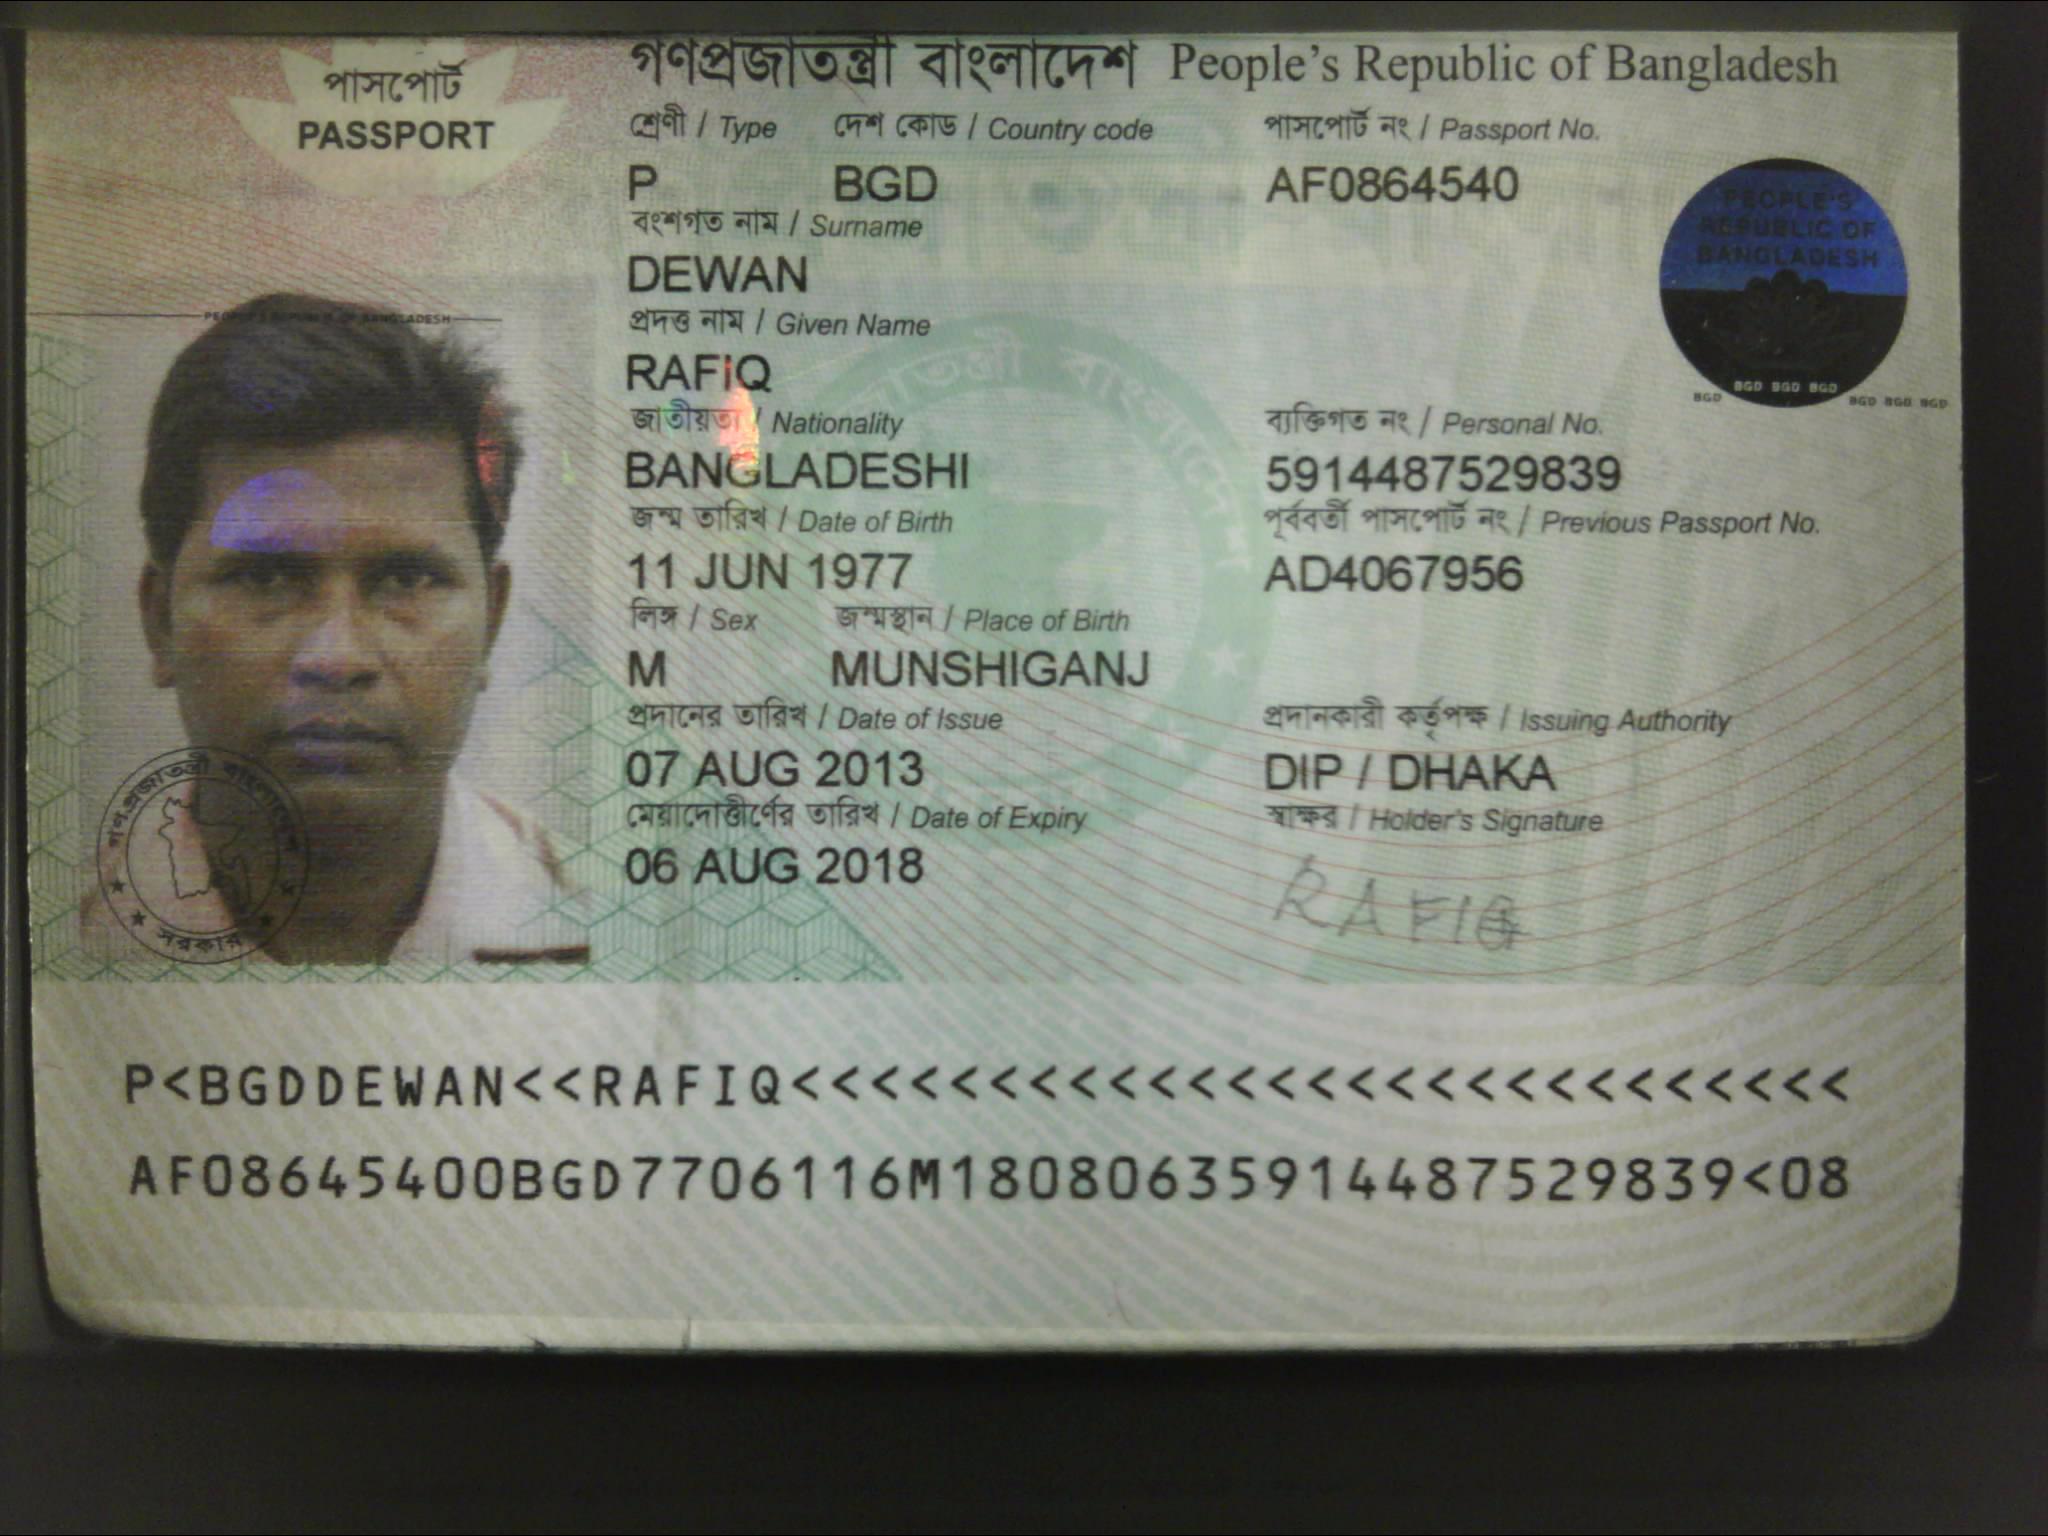 পাসপোর্ট
PASSPORT
গণপ্রজাতন্ত্রী বাংলাদেশ People's Republic of Bangladesh
শ্রেণী / Type দেশ কোড / Country code পাসপোর্ট নং / Passport No.
P BGD AF0864540
বংশগত নাম / Surname
DEWAN
প্রদত্ত নাম / Given Name
RAFIQ
জাতীয়তা / Nationality ব্যক্তিগত নং / Personal No.
BANGLADESHI 5914487529839
জন্ম তারিখ / Date of Birth পূর্ববর্তী পাসপোর্ট নং / Previous Passport No.
11 JUN 1977 AD4067956
লিঙ্গ / Sex জন্মস্থান / Place of Birth
M MUNSHIGANJ
প্রদানের তারিখ / Date of Issue প্রদানকারী কর্তৃপক্ষ / Issuing Authority
07 AUG 2013 DIP / DHAKA
মেয়াদোত্তীর্ণের তারিখ / Date of Expiry স্বাক্ষর / Holder's Signature
06 AUG 2018
RAFIQ
PEOPLE'S REPUBLIC OF BANGLADESH
PEOPLE'S
REPUBLIC OF
BANGLADESH
BGD BGD BGD
BGD BGD BGD BGD
গণপ্রজাতন্ত্রী বাংলাদেশ
সরকার
P<BGDDEWAN<<RAFIQ<<<<<<<<<<<<<<<<<<<<<<<<<<<
AF08645400BGD7706116M18080635914487529839<08